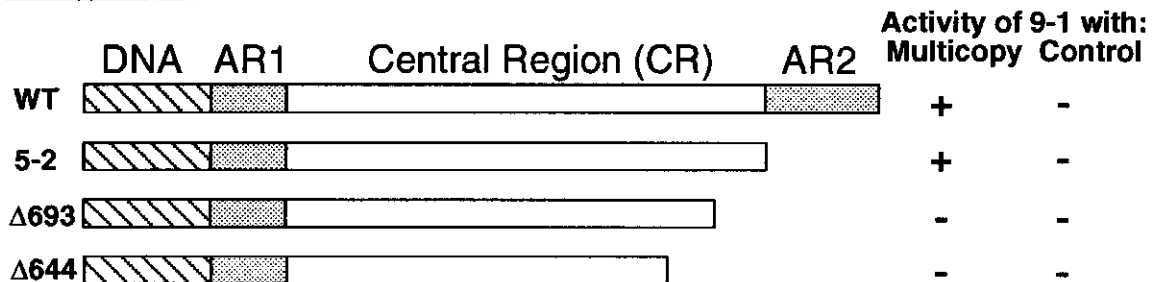 Activity of 9-1 with:
DNA AR1 Central Region (CR) AR2 Multicopy Control
WT + -
5-2 + -
Δ693 - -
Δ644 - -